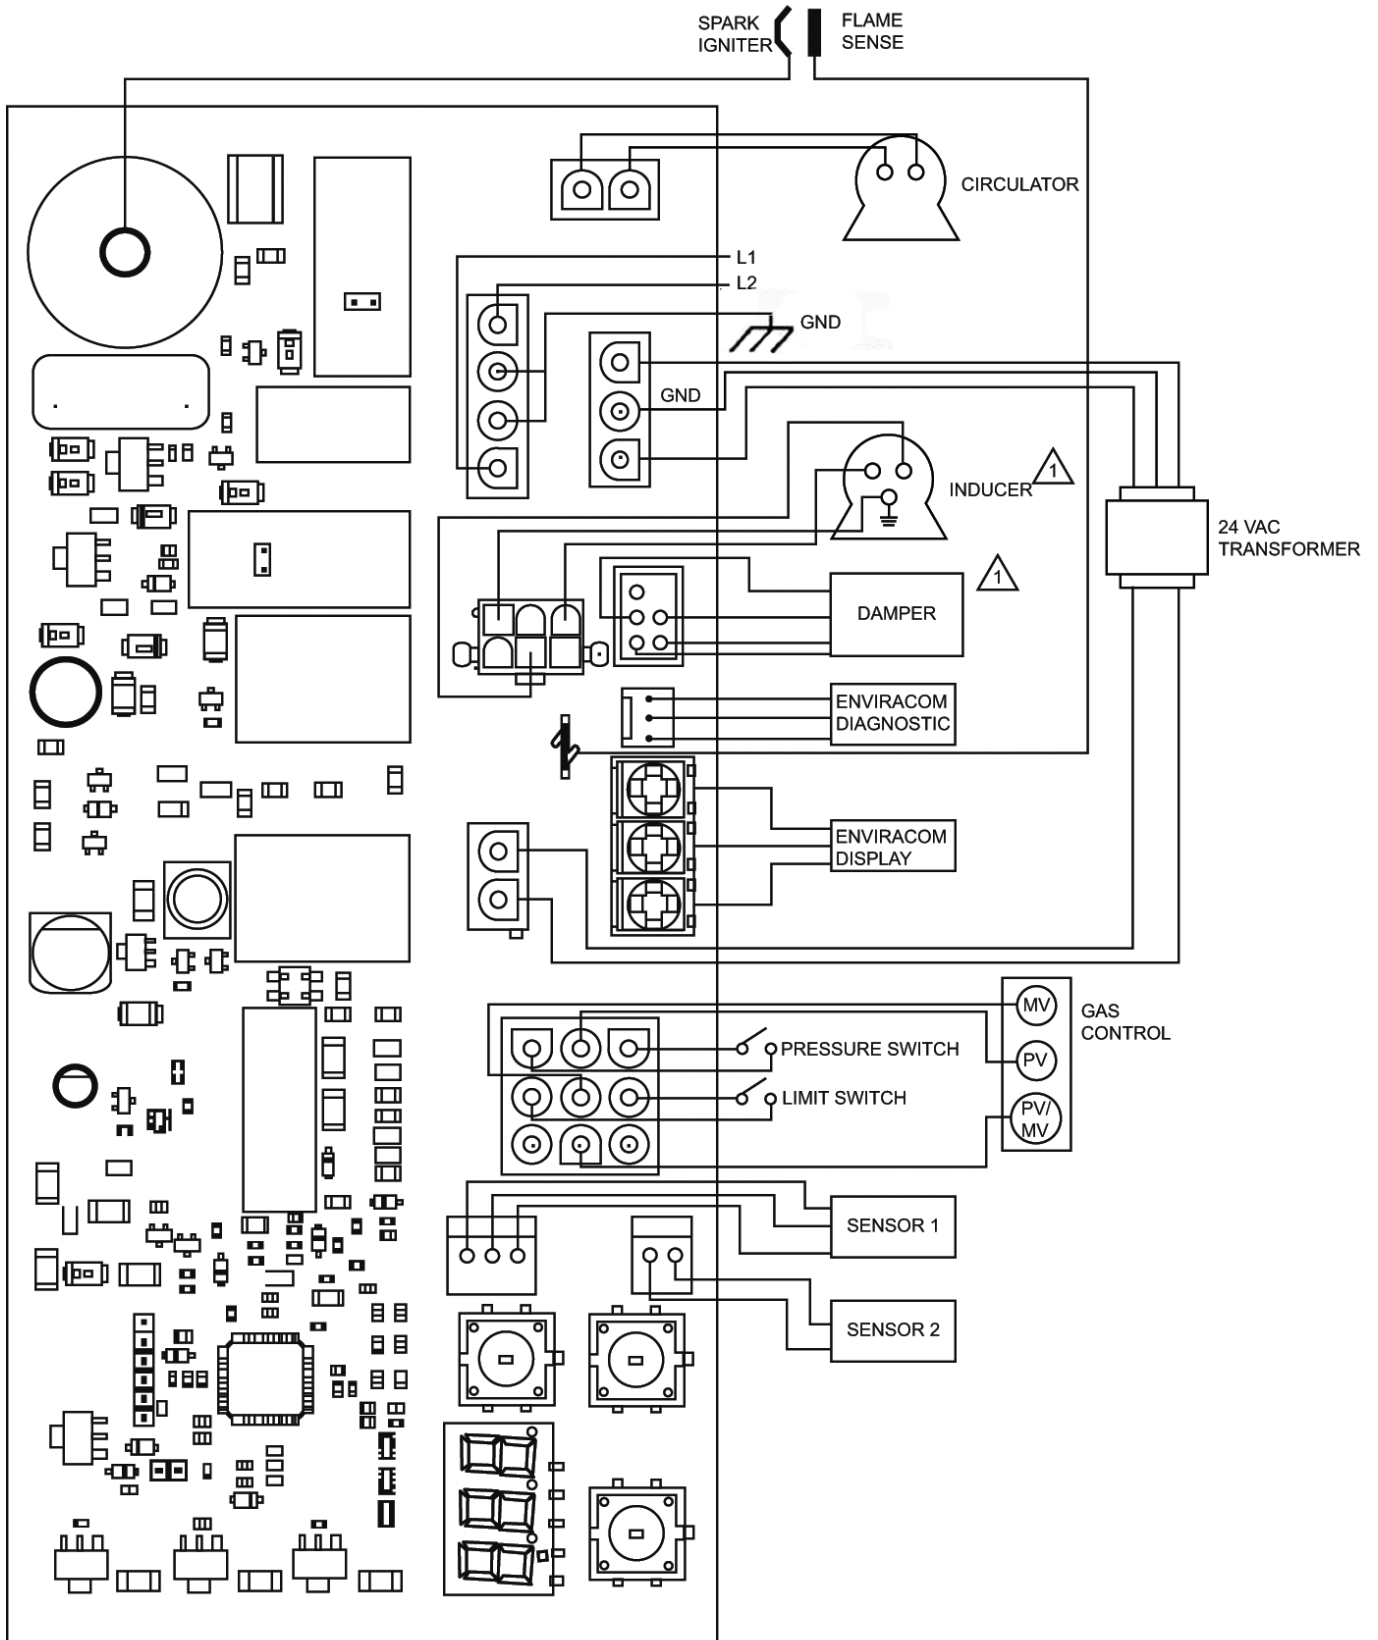 SPARK
IGNITER
FLAME
SENSE
CIRCULATOR
L1
L2
GND
GND
INDUCER
1
24 VAC
TRANSFORMER
1
DAMPER
ENVIRACOM
DIAGNOSTIC
ENVIRACOM
DISPLAY
MV
GAS
CONTROL
PRESSURE SWITCH
PV
LIMIT SWITCH
PV/
MV
SENSOR 1
SENSOR 2